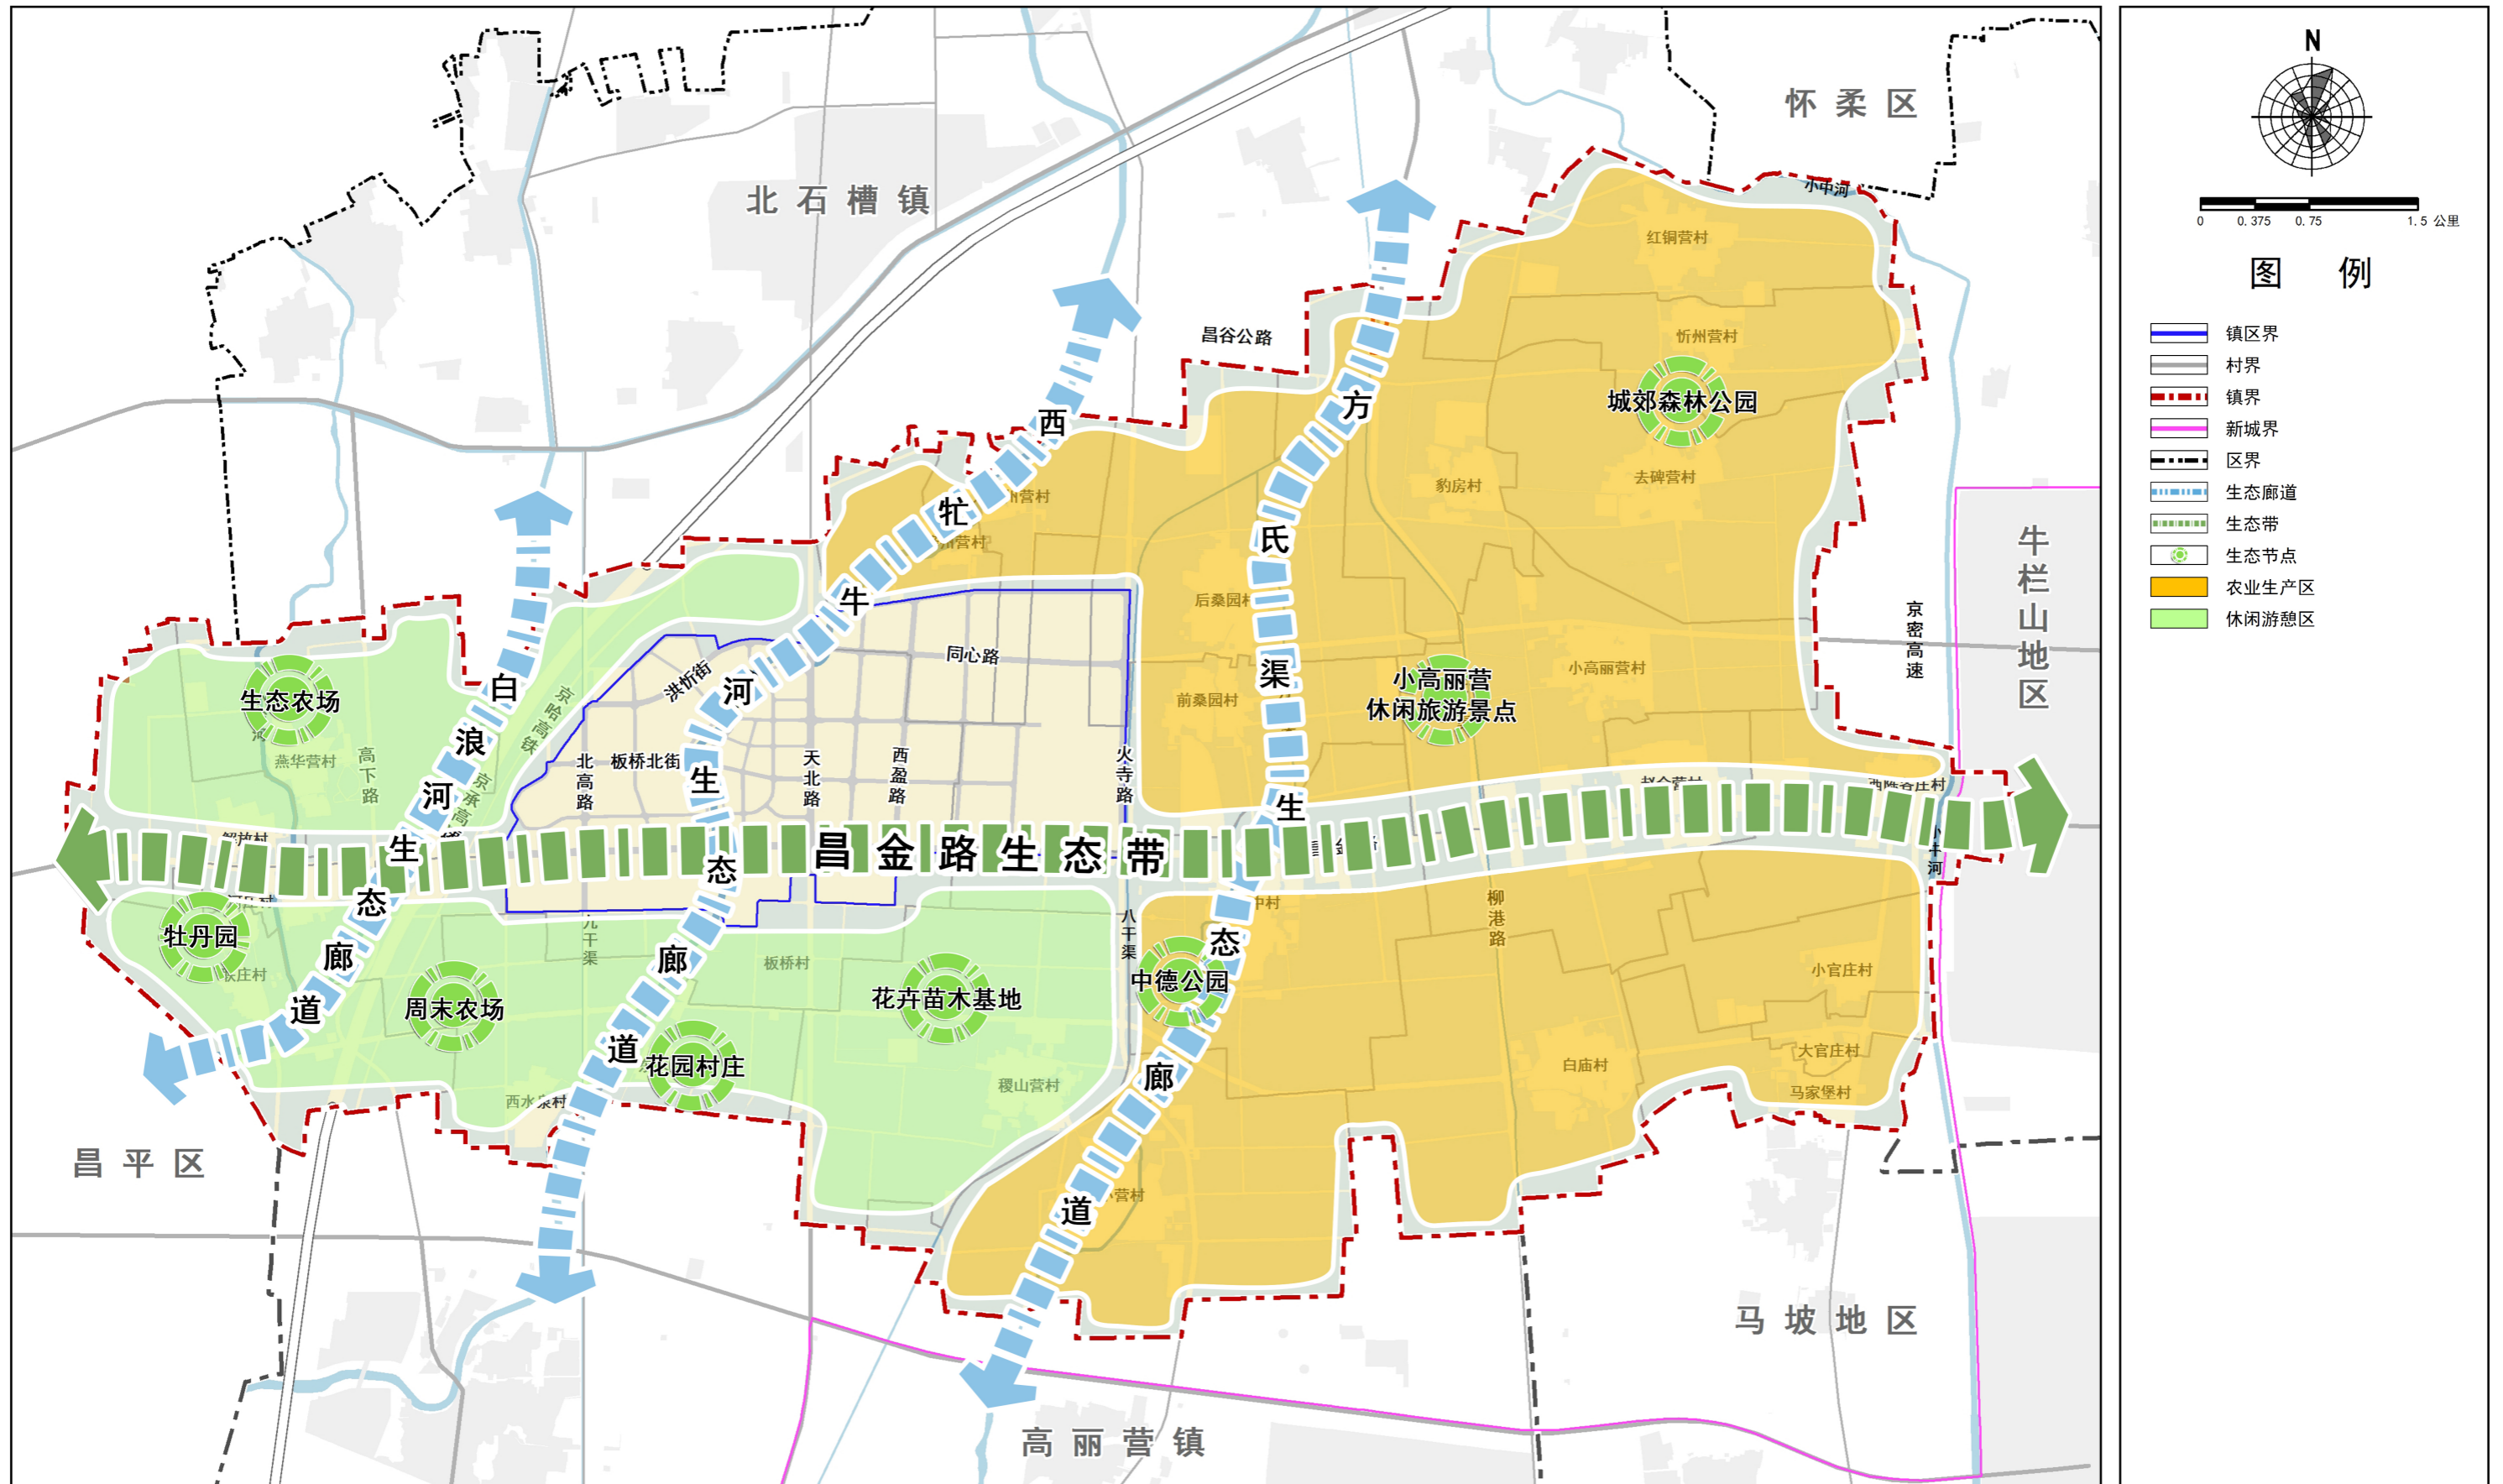 怀柔区
北石槽镇
小中河
红铜营村
昌谷公路
忻州营村
城郊森林公园
西牤牛河生态廊道
方氏渠生态廊道
白浪河生态廊道
豹房村
去碑营村
牛栏山地区
京密高速
后桑园村
同心路
洪忻街
小高丽营村
小高丽营
休闲旅游景点
前桑园村
生态农场
京哈高铁
燕华营村
高下路
京承高
北高路
板桥北街
天北路
西盈路
火寺路
解放村
昌金路生态带
柳港路
牡丹园
八干渠
板桥村
中德公园
小官庄村
周末农场
花卉苗木基地
花园村庄
稷山营村
白庙村
大官庄村
马家堡村
西水泉村
昌平区
马坡地区
高丽营镇
N
0 0.375 0.75 1.5 公里
图例
镇区界
村界
镇界
新城界
区界
生态廊道
生态带
生态节点
农业生产区
休闲游憩区